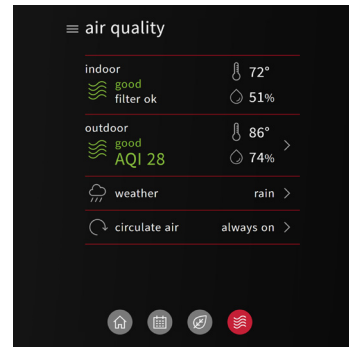 air quality
indoor
good
filter ok
72°
51%
outdoor
good
AQI 28
86°
74%
weather
rain
circulate air
always on